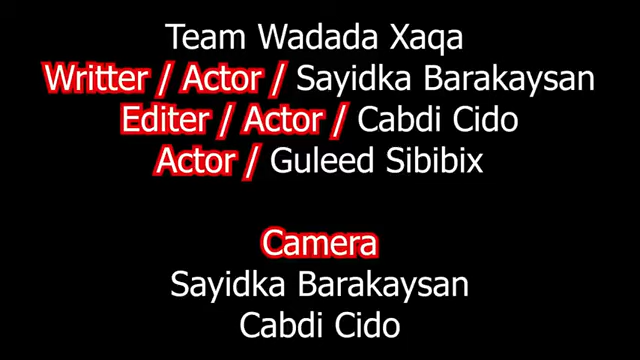 Team Wadada Xaqa
Writter / Actor / Sayidka Barakaysan
Editer / Actor / Cabdi Cido
Actor / Guleed Sibibix
Camera
Sayidka Barakaysan
Cabdi Cido